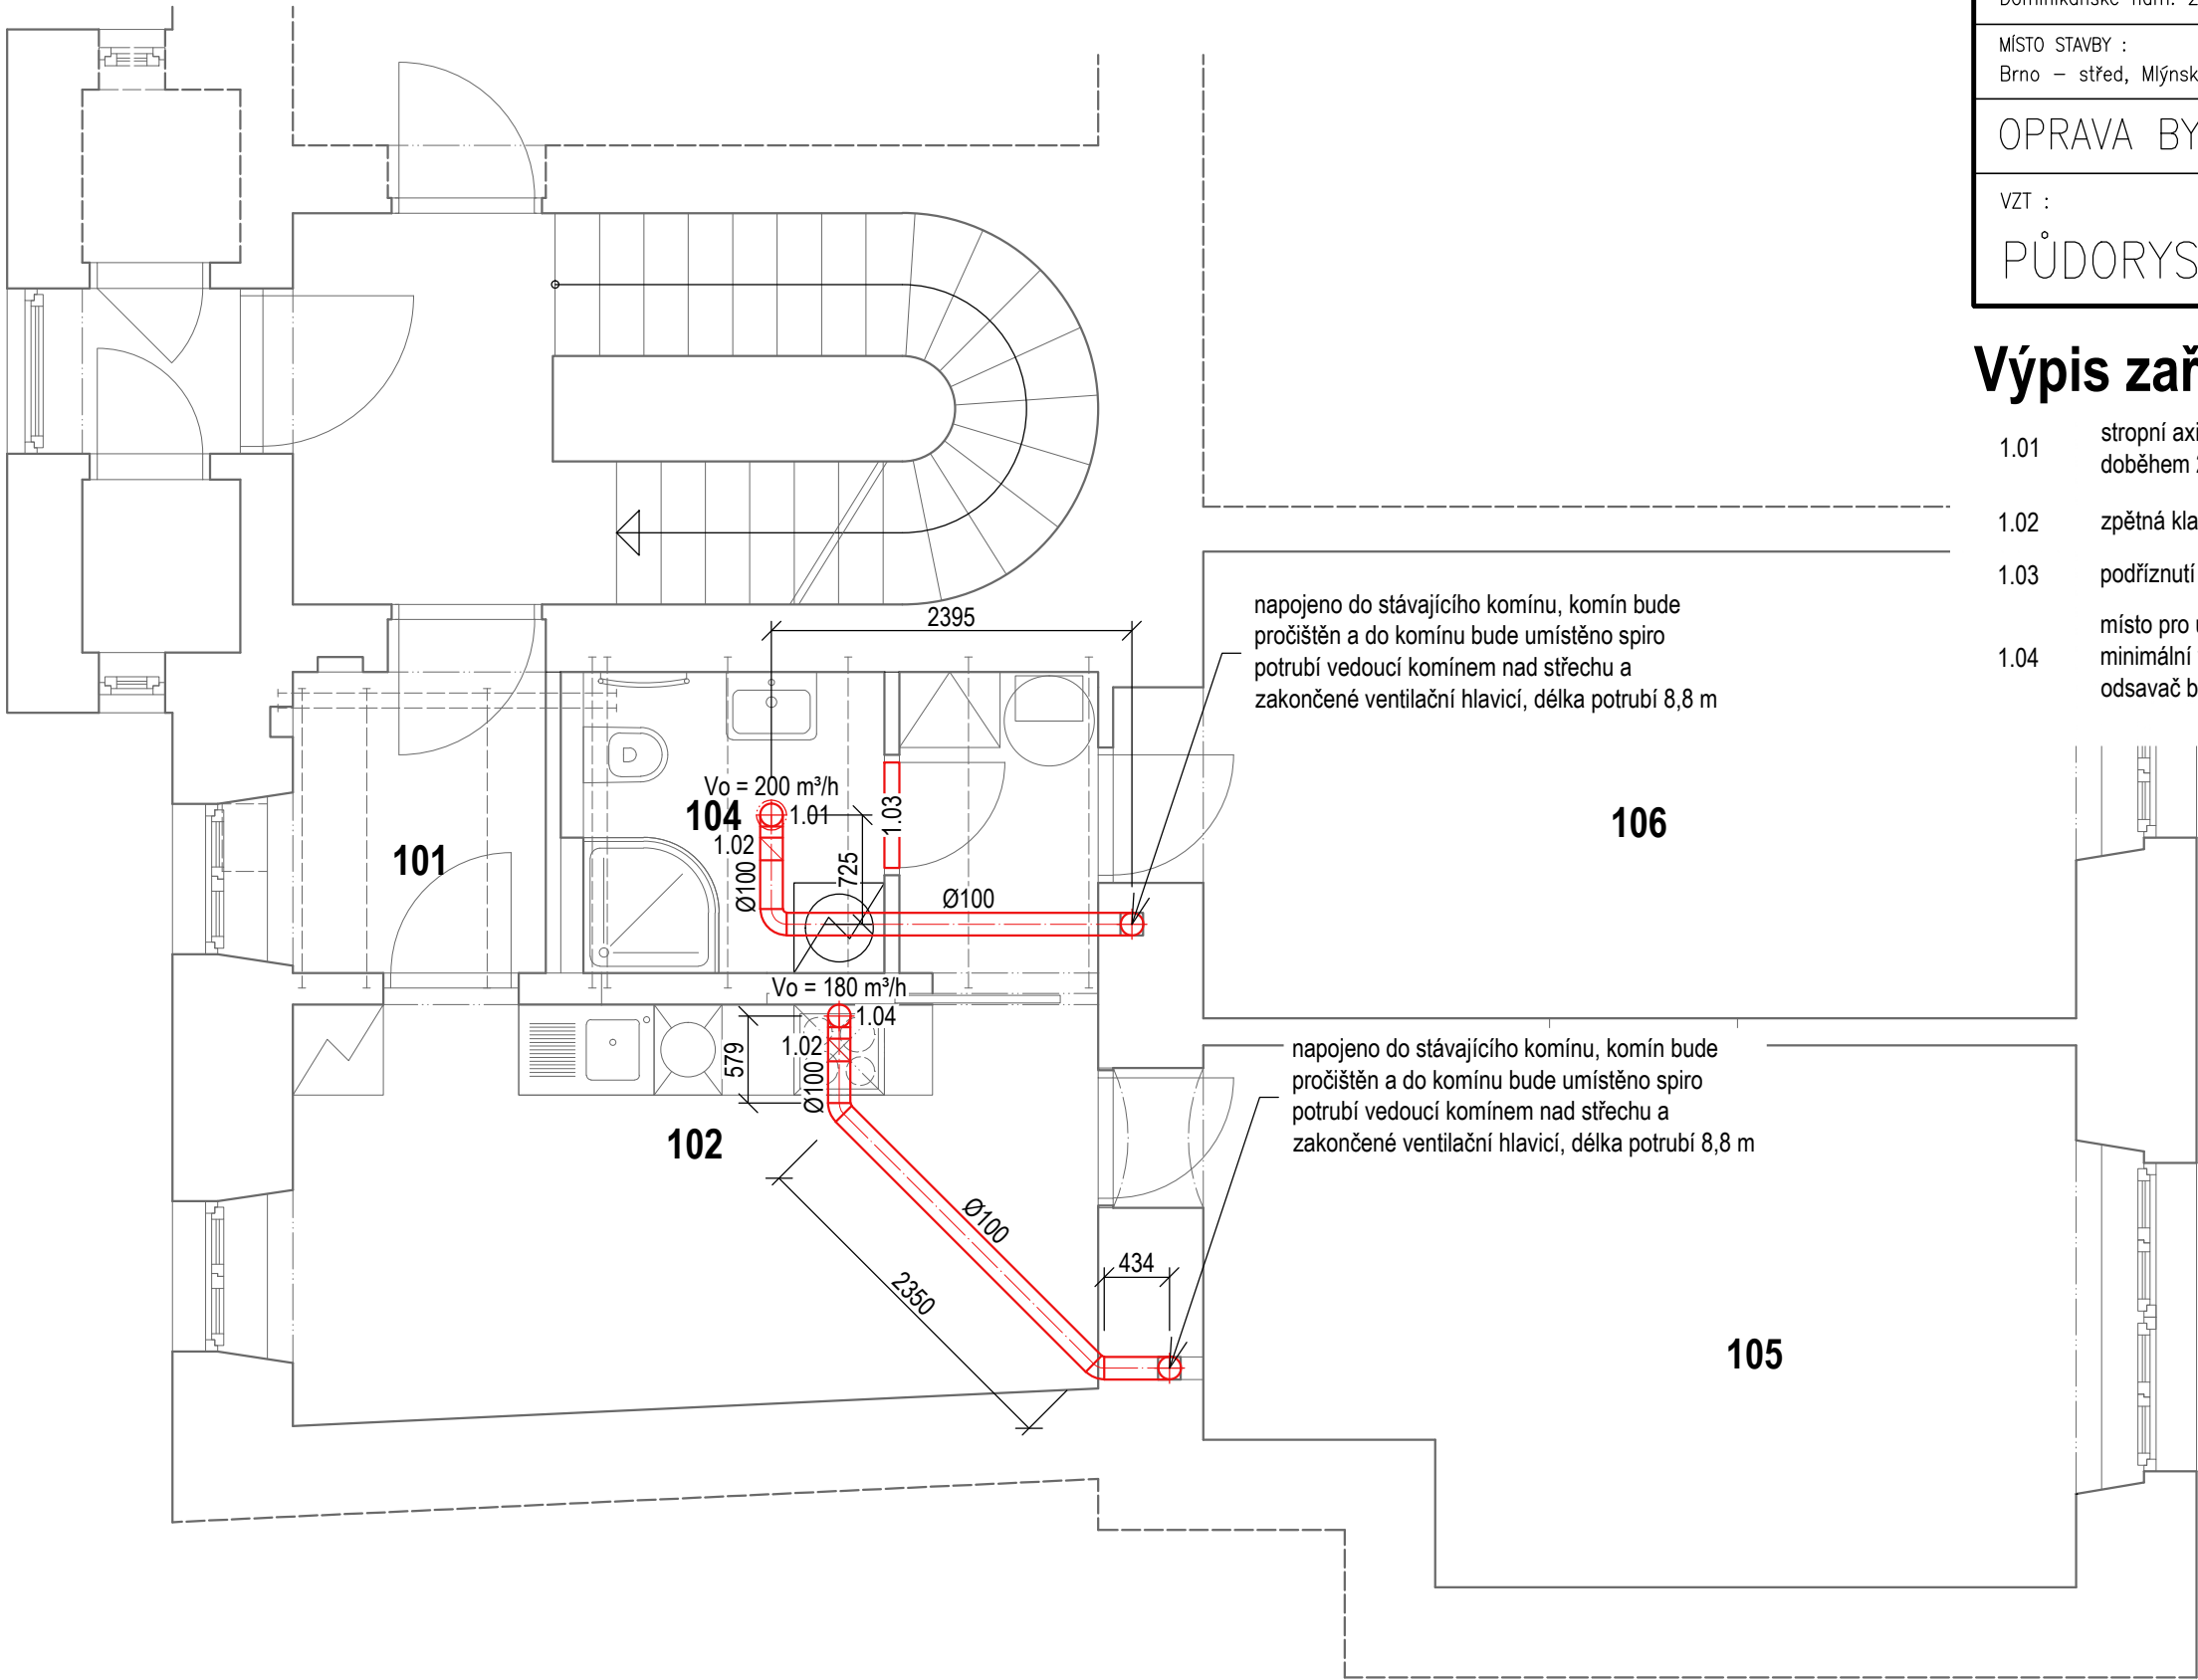 MÍSTO STAVBY :
Brno – střed, Mlýnsk
OPRAVA BY
VZT :
PŮDORYS
Výpis zař
1.01
stropní axi
doběhem
1.02
zpětná kla
1.03
podříznutí
1.04
místo pro u
minimální
odsavač b
2395
napojeno do stávajícího komínu, komín bude
pročištěn a do komínu bude umístěno spiro
potrubí vedoucí komínem nad střechu a
zakončené ventilační hlavicí, délka potrubí 8,8 m
Vo = 200 m³/h
104
1.01
1.03
1.02
725
Ø100
Ø100
101
106
Vo = 180 m³/h
1.04
1.02
579
Ø100
102
napojeno do stávajícího komínu, komín bude
pročištěn a do komínu bude umístěno spiro
potrubí vedoucí komínem nad střechu a
zakončené ventilační hlavicí, délka potrubí 8,8 m
Ø100
2350
434
105